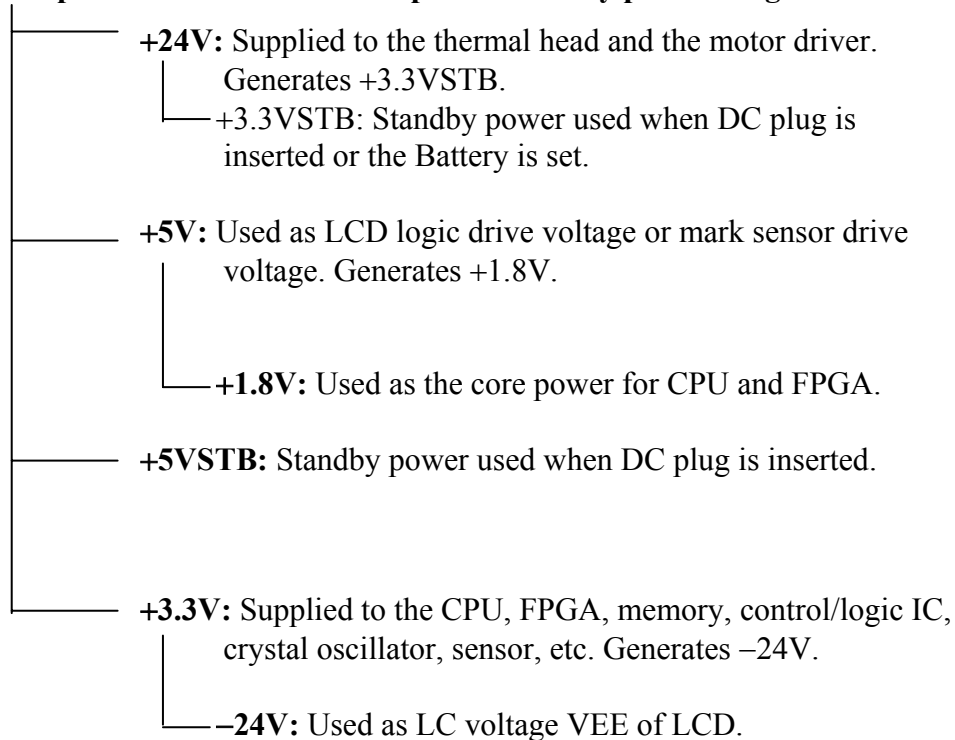 +24V: Supplied to the thermal head and the motor driver.
Generates +3.3VSTB.
+3.3VSTB: Standby power used when DC plug is
inserted or the Battery is set.
+5V: Used as LCD logic drive voltage or mark sensor drive
voltage. Generates +1.8V.
+1.8V: Used as the core power for CPU and FPGA.
+5VSTB: Standby power used when DC plug is inserted.
+3.3V: Supplied to the CPU, FPGA, memory, control/logic IC,
crystal oscillator, sensor, etc. Generates −24V.
−24V: Used as LC voltage VEE of LCD.